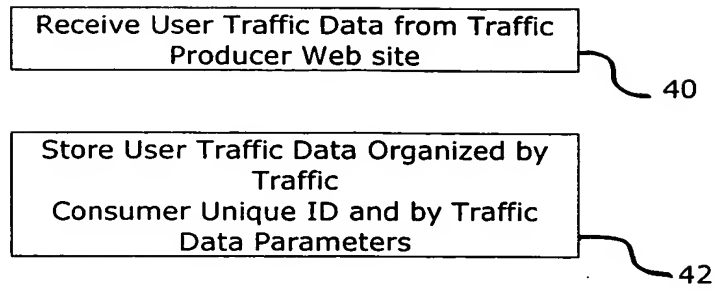 Receive User Traffic Data from Traffic
Producer Web site
40
Store User Traffic Data Organized by
Traffic
Consumer Unique ID and by Traffic
Data Parameters
42